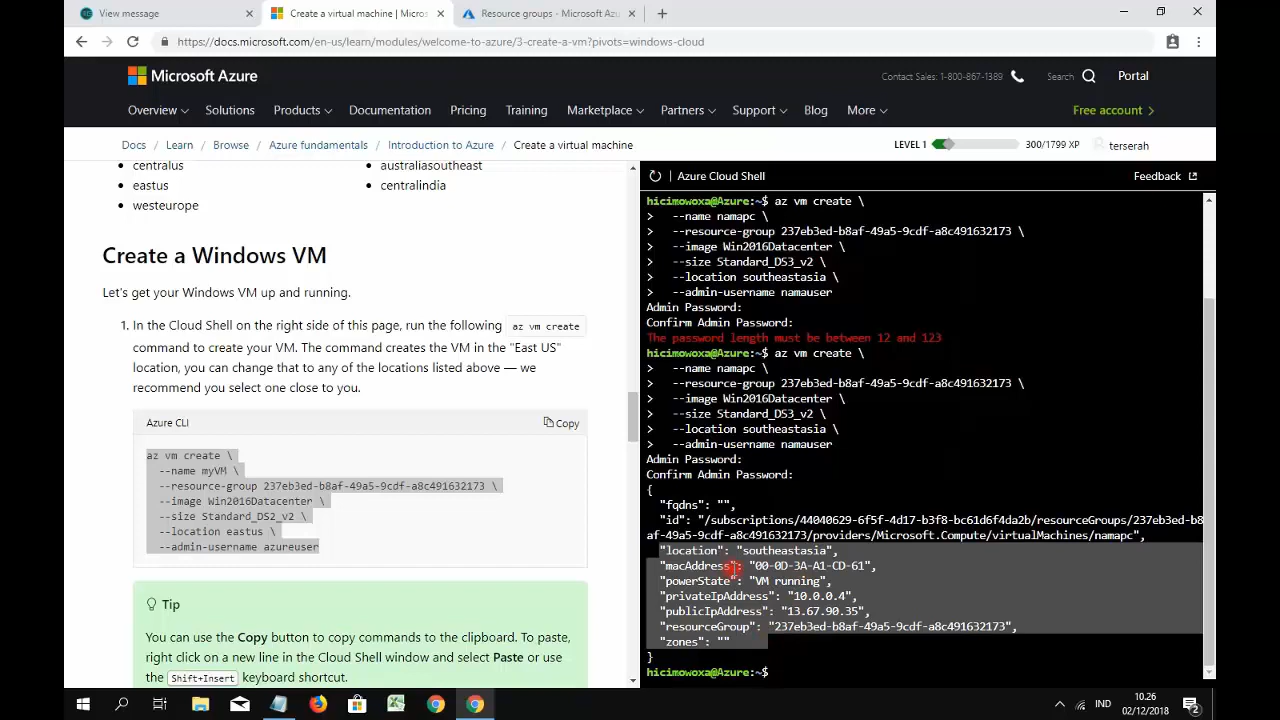 View message
Create a virtual machine | Micros
Resource groups - Microsoft Az
https://docs.microsoft.com/en-us/learn/modules/welcome-to-azure/3-create-a-vm?pivots=windows-cloud
Microsoft Azure
Contact Sales: 1-800-867-1389
Search
Portal
Overview
Solutions
Products
Documentation
Pricing
Training
Marketplace
Partners
Support
Blog
More
Free account
Docs / Learn / Browse / Azure fundamentals / Introduction to Azure / Create a virtual machine
LEVEL 1
300/1799 XP
terserah
• centralus
• eastus
• westeurope
• australiasoutheast
• centralindia
Create a Windows VM
Let's get your Windows VM up and running.
1. In the Cloud Shell on the right side of this page, run the following az vm create
command to create your VM. The command creates the VM in the "East US"
location, you can change that to any of the locations listed above — we
recommend you select one close to you.
Azure CLI
Copy
az vm create \
--name myVM \
--resource-group 237eb3ed-b8af-49a5-9cdf-a8c491632173 \
--image Win2016Datacenter \
--size Standard_DS2_v2 \
--location eastus \
--admin-username azureuser
Tip
You can use the Copy button to copy commands to the clipboard. To paste,
right click on a new line in the Cloud Shell window and select Paste or use
the Shift+Insert keyboard shortcut.
Azure Cloud Shell
Feedback
hicimowoxa@Azure:~$ az vm create \
> --name namapc \
> --resource-group 237eb3ed-b8af-49a5-9cdf-a8c491632173 \
> --image Win2016Datacenter \
> --size Standard_DS3_v2 \
> --location southeastasia \
> --admin-username namauser
Admin Password:
Confirm Admin Password:
The password length must be between 12 and 123
hicimowoxa@Azure:~$ az vm create \
> --name namapc \
> --resource-group 237eb3ed-b8af-49a5-9cdf-a8c491632173 \
> --image Win2016Datacenter \
> --size Standard_DS3_v2 \
> --location southeastasia \
> --admin-username namauser
Admin Password:
Confirm Admin Password:
{
"fqdns": "",
"id": "/subscriptions/44040629-6f5f-4d17-b3f8-bc61d6f4da2b/resourceGroups/237eb3ed-b8
af-49a5-9cdf-a8c491632173/providers/Microsoft.Compute/virtualMachines/namapc",
"location": "southeastasia",
"macAddress": "00-0D-3A-A1-CD-61",
"powerState": "VM running",
"privateIpAddress": "10.0.0.4",
"publicIpAddress": "13.67.90.35",
"resourceGroup": "237eb3ed-b8af-49a5-9cdf-a8c491632173",
"zones": ""
}
hicimowoxa@Azure:~$
IND
10.26
02/12/2018
2